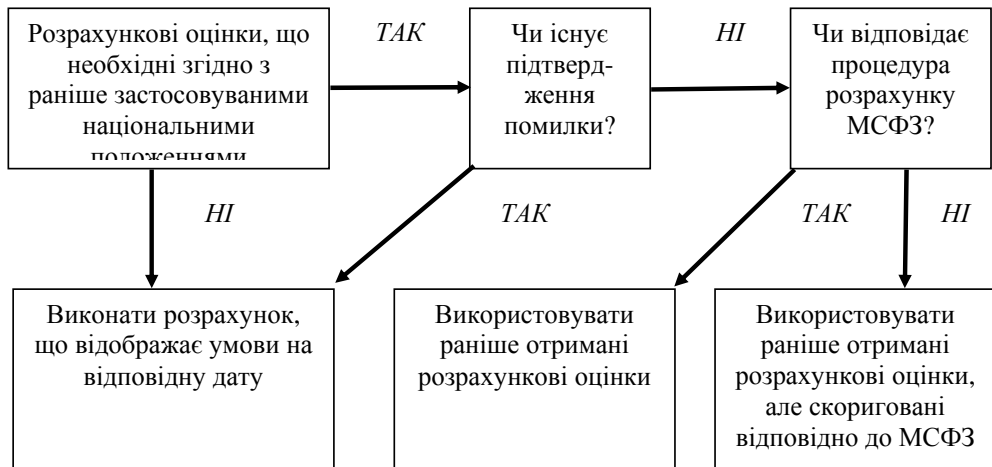 Розрахункові оцінки, що
необхідні згідно з
раніше застосовуваними
національними
положеннями
ТАК
Чи існує
підтверд-
ження
помилки?
НІ
Чи відповідає
процедура
розрахунку
МСФЗ?
НІ
ТАК
ТАК
НІ
Виконати розрахунок,
що відображає умови на
відповідну дату
Використовувати
раніше отримані
розрахункові оцінки
Використовувати
раніше отримані
розрахункові оцінки,
але скориговані
відповідно до МСФЗ